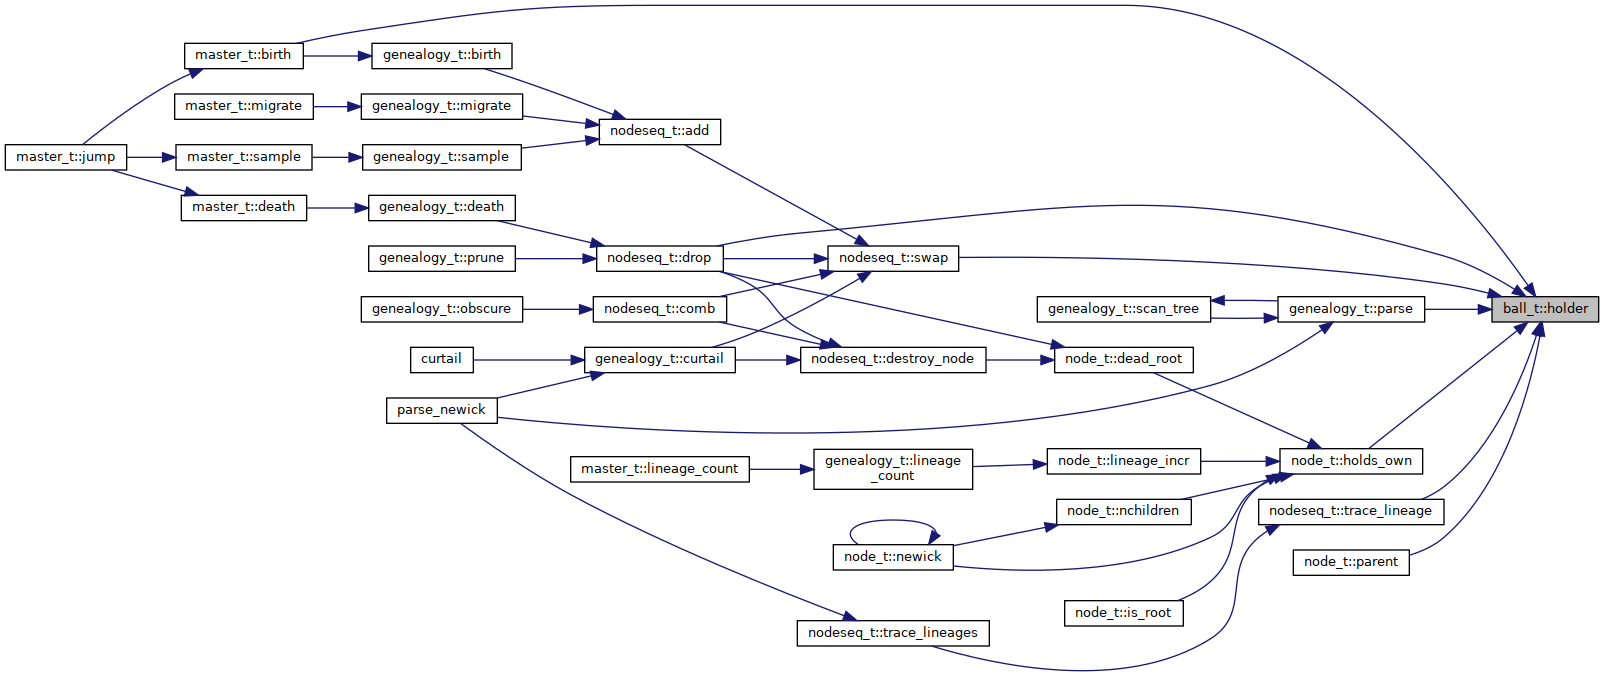 master_t::birth
genealogy_t::birth
master_t::migrate
genealogy_t::migrate
nodeseq_t::add
master_t::jump
master_t::sample
genealogy_t::sample
master_t::death
genealogy_t::death
genealogy_t::prune
nodeseq_t::drop
nodeseq_t::swap
genealogy_t::obscure
nodeseq_t::comb
genealogy_t::scan_tree
genealogy_t::parse
ball_t::holder
curtail
genealogy_t::curtail
nodeseq_t::destroy_node
node_t::dead_root
parse_newick
master_t::lineage_count
genealogy_t::lineage
_count
node_t::lineage_incr
node_t::holds_own
node_t::nchildren
nodeseq_t::trace_lineage
node_t::newick
node_t::parent
node_t::is_root
nodeseq_t::trace_lineages